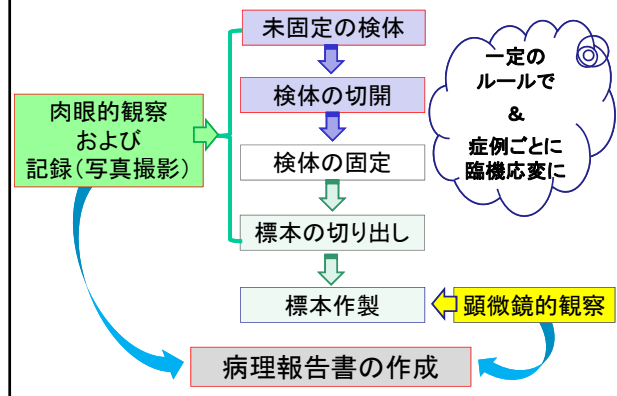 未固定の検体
検体の切開
検体の固定
標本の切り出し
標本作製
肉眼的観察
および
記録(写真撮影)
一定の
ルールで
&
症例ごとに
臨機応変に
顕微鏡的観察
病理報告書の作成